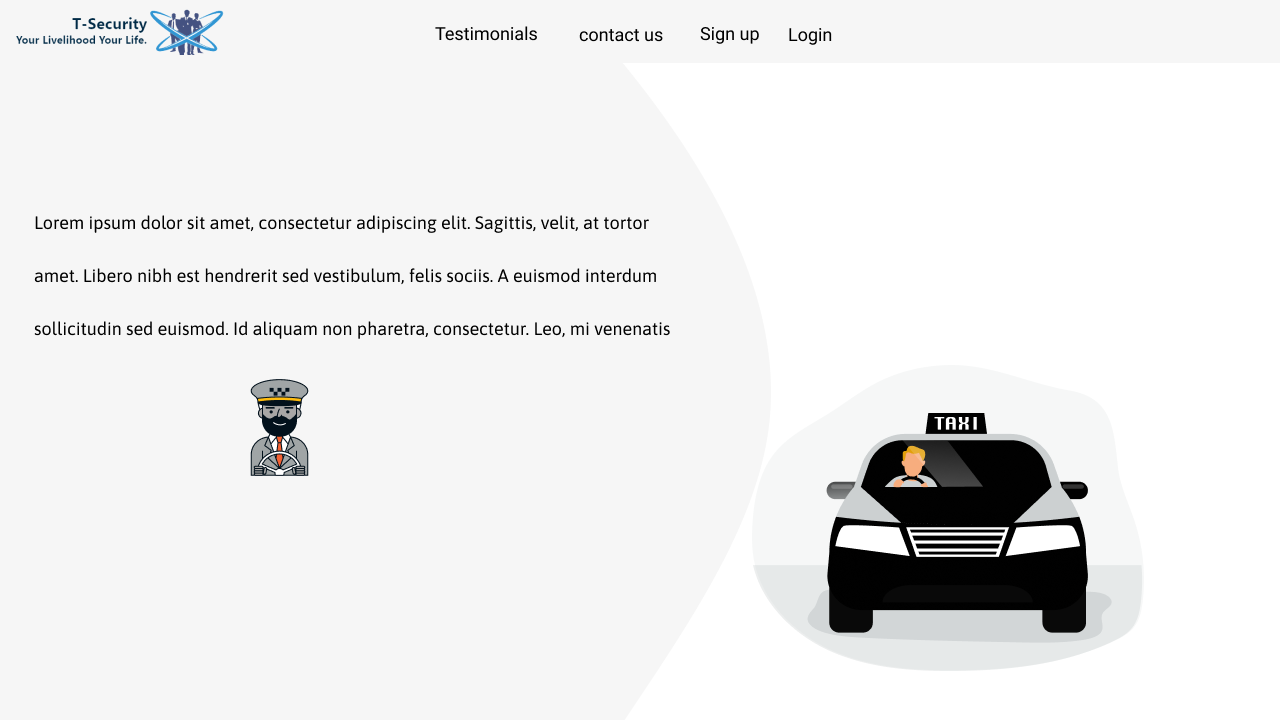 T-Security
Your Livelihood Your Life.
Testimonials
contact us
Sign up
Login
Lorem ipsum dolor sit amet, consectetur adipiscing elit. Sagittis, velit, at tortor
amet. Libero nibh est hendrerit sed vestibulum, felis sociis. A euismod interdum
sollicitudin sed euismod. Id aliquam non pharetra, consectetur. Leo, mi venenatis
TAXI